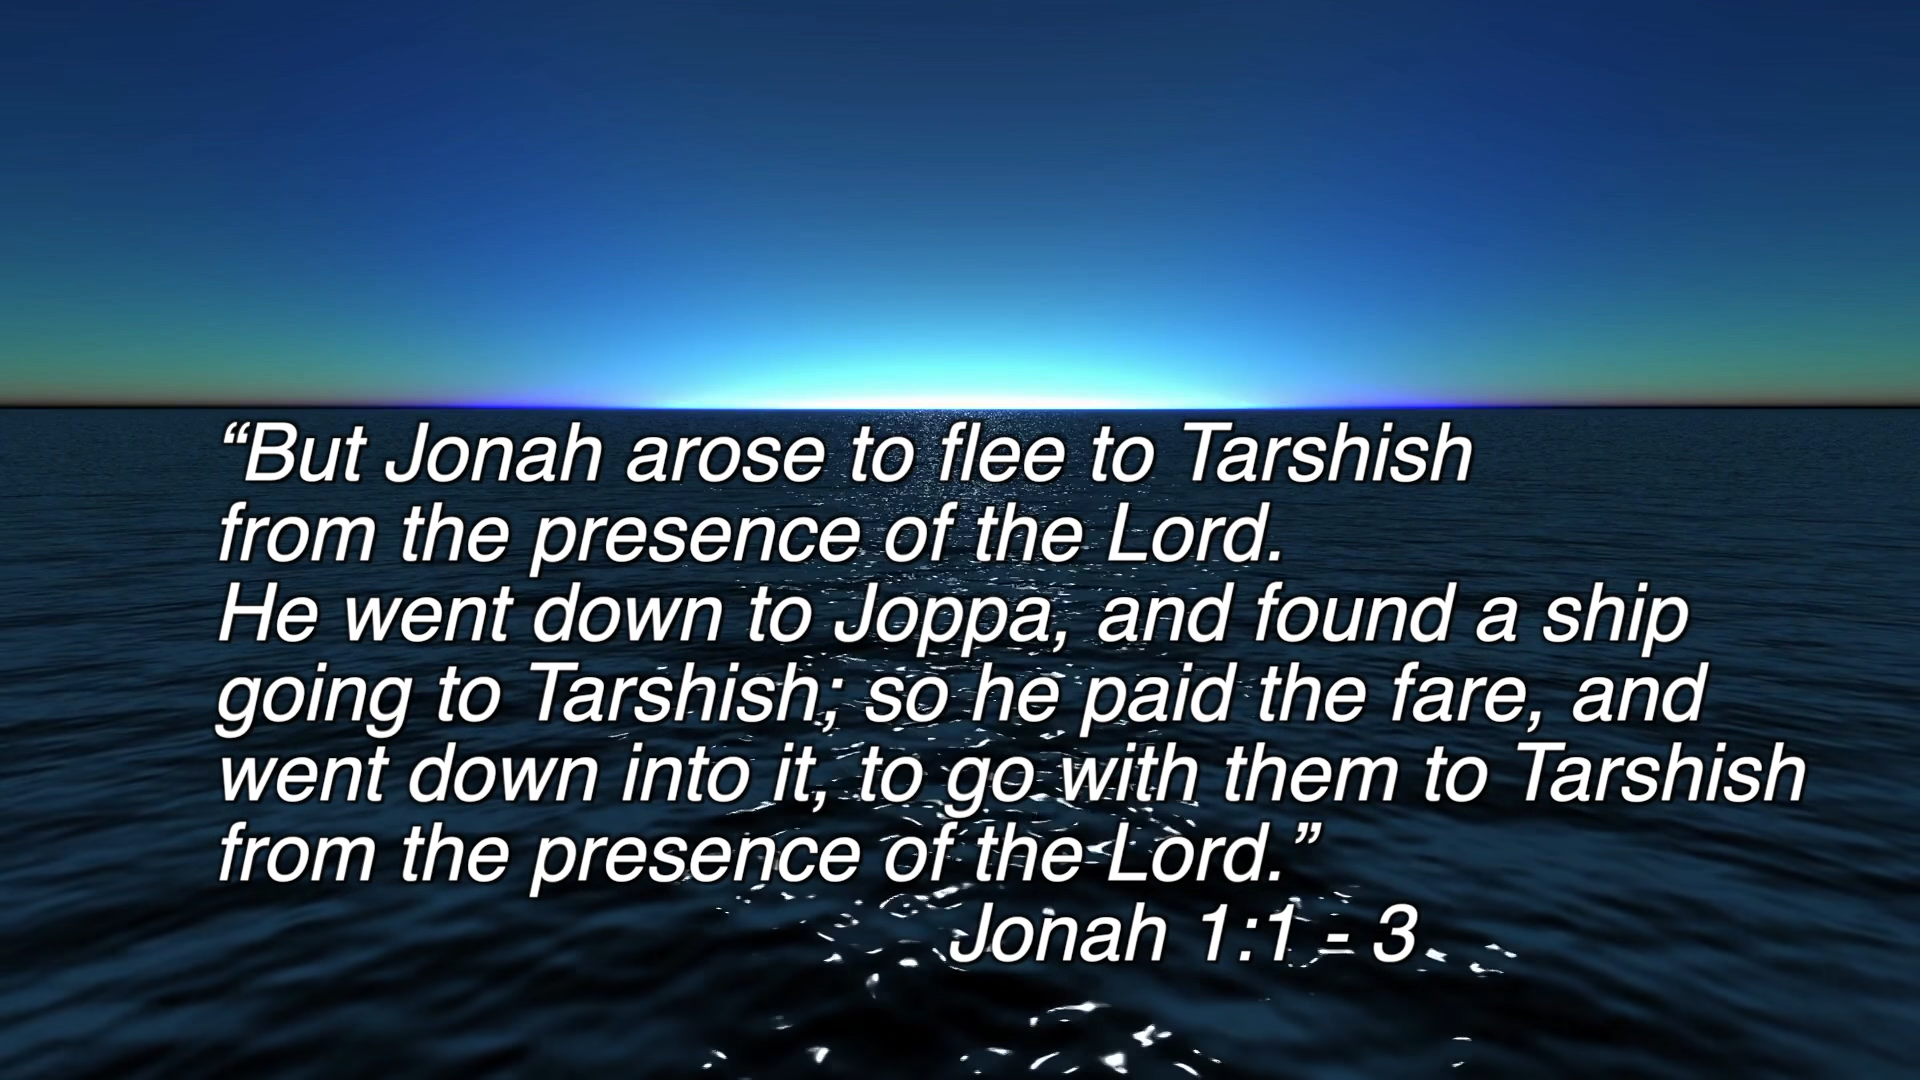 “But Jonah arose to flee to Tarshish
from the presence of the Lord.
He went down to Joppa, and found a ship
going to Tarshish; so he paid the fare, and
went down into it, to go with them to Tarshish
from the presence of the Lord.”
Jonah 1:1 - 3